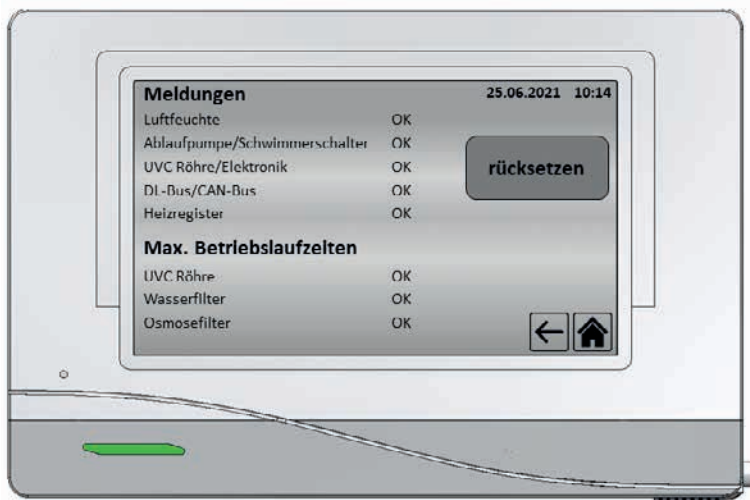 Meldungen 25.06.2021 10:14
Luftfeuchte OK
Ablaufpumpe/Schwimmerschalter OK
UVC Röhre/Elektronik OK
rücksetzen
DL-Bus/CAN-Bus OK
Heizregister OK
Max. Betriebslaufzeiten
UVC Röhre OK
Wasserfilter OK
Osmosefilter OK